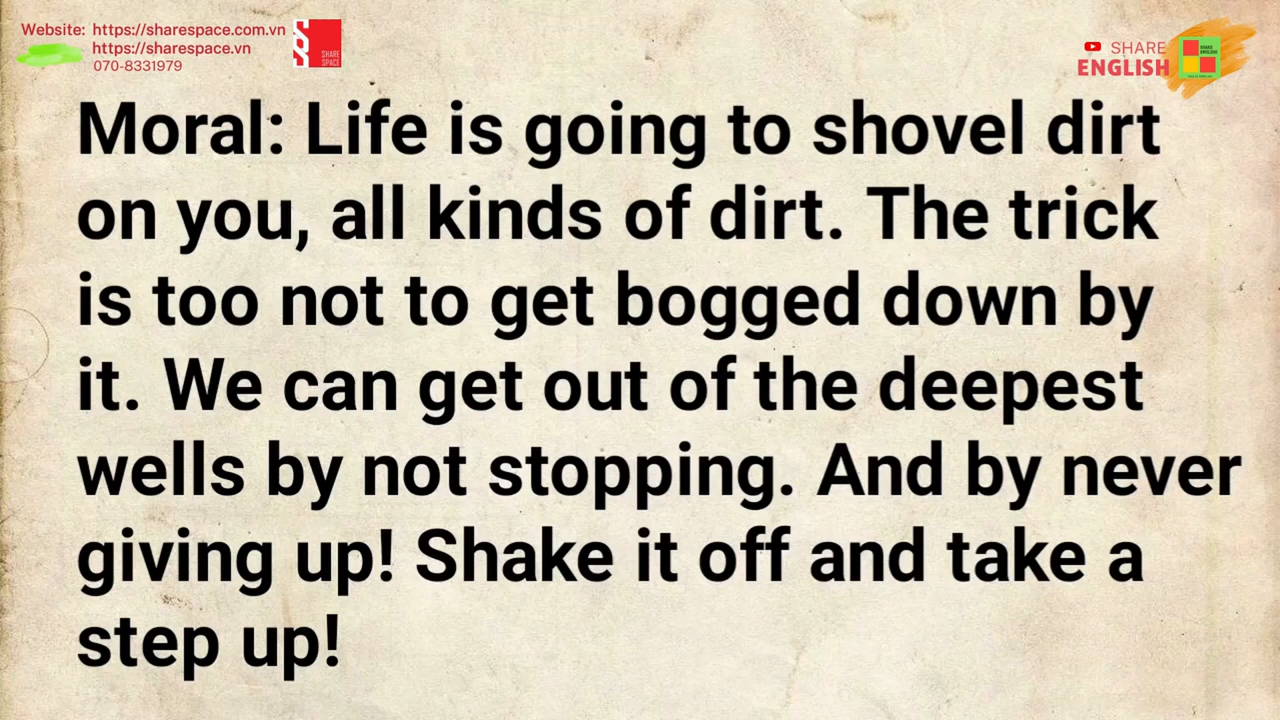 Website: https://sharespace.com.vn
https://sharespace.vn
070-8331979
SHARE
SPACE
SHARE
ENGLISH
Moral: Life is going to shovel dirt
on you, all kinds of dirt. The trick
is too not to get bogged down by
it. We can get out of the deepest
wells by not stopping. And by never
giving up! Shake it off and take a
step up!